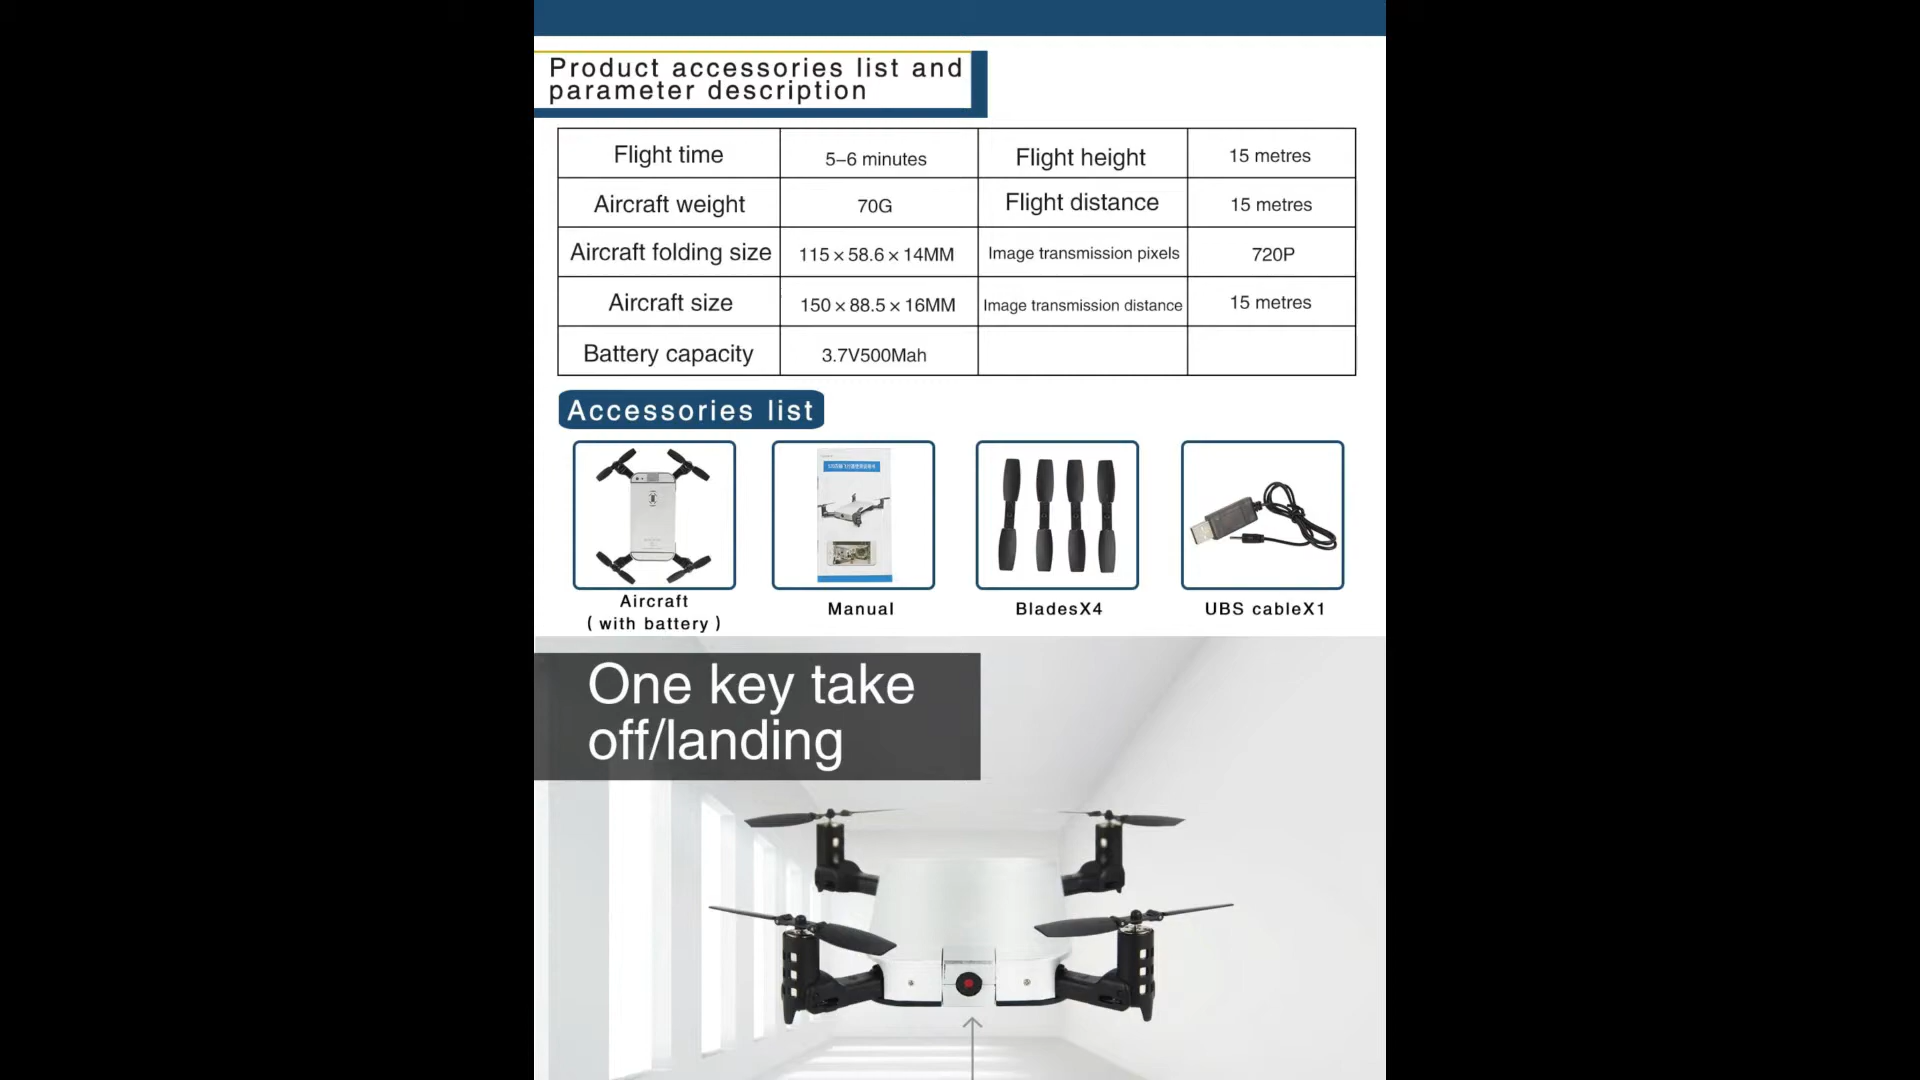 Product accessories list and
parameter description
Flight time 5–6 minutes Flight height 15 metres
Aircraft weight 70G Flight distance 15 metres
Aircraft folding size 115×58.6×14MM Image transmission pixels 720P
Aircraft size 150×88.5×16MM Image transmission distance 15 metres
Battery capacity 3.7V500Mah
Accessories list
Aircraft
( with battery )
Manual
BladesX4
UBS cableX1
One key take
off/landing